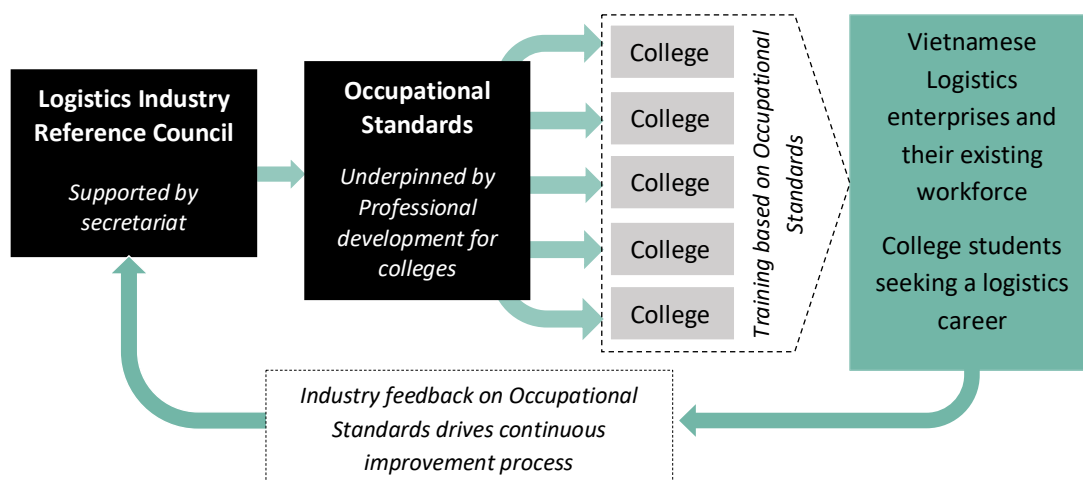 Logistics Industry
Reference Council
Supported by
secretariat
Occupational
Standards
Underpinned by
Professional
development for
colleges
College
College
College
College
College
Training based on Occupational
Standards
Vietnamese
Logistics
enterprises and
their existing
workforce
College students
seeking a logistics
career
Industry feedback on Occupational
Standards drives continuous
improvement process